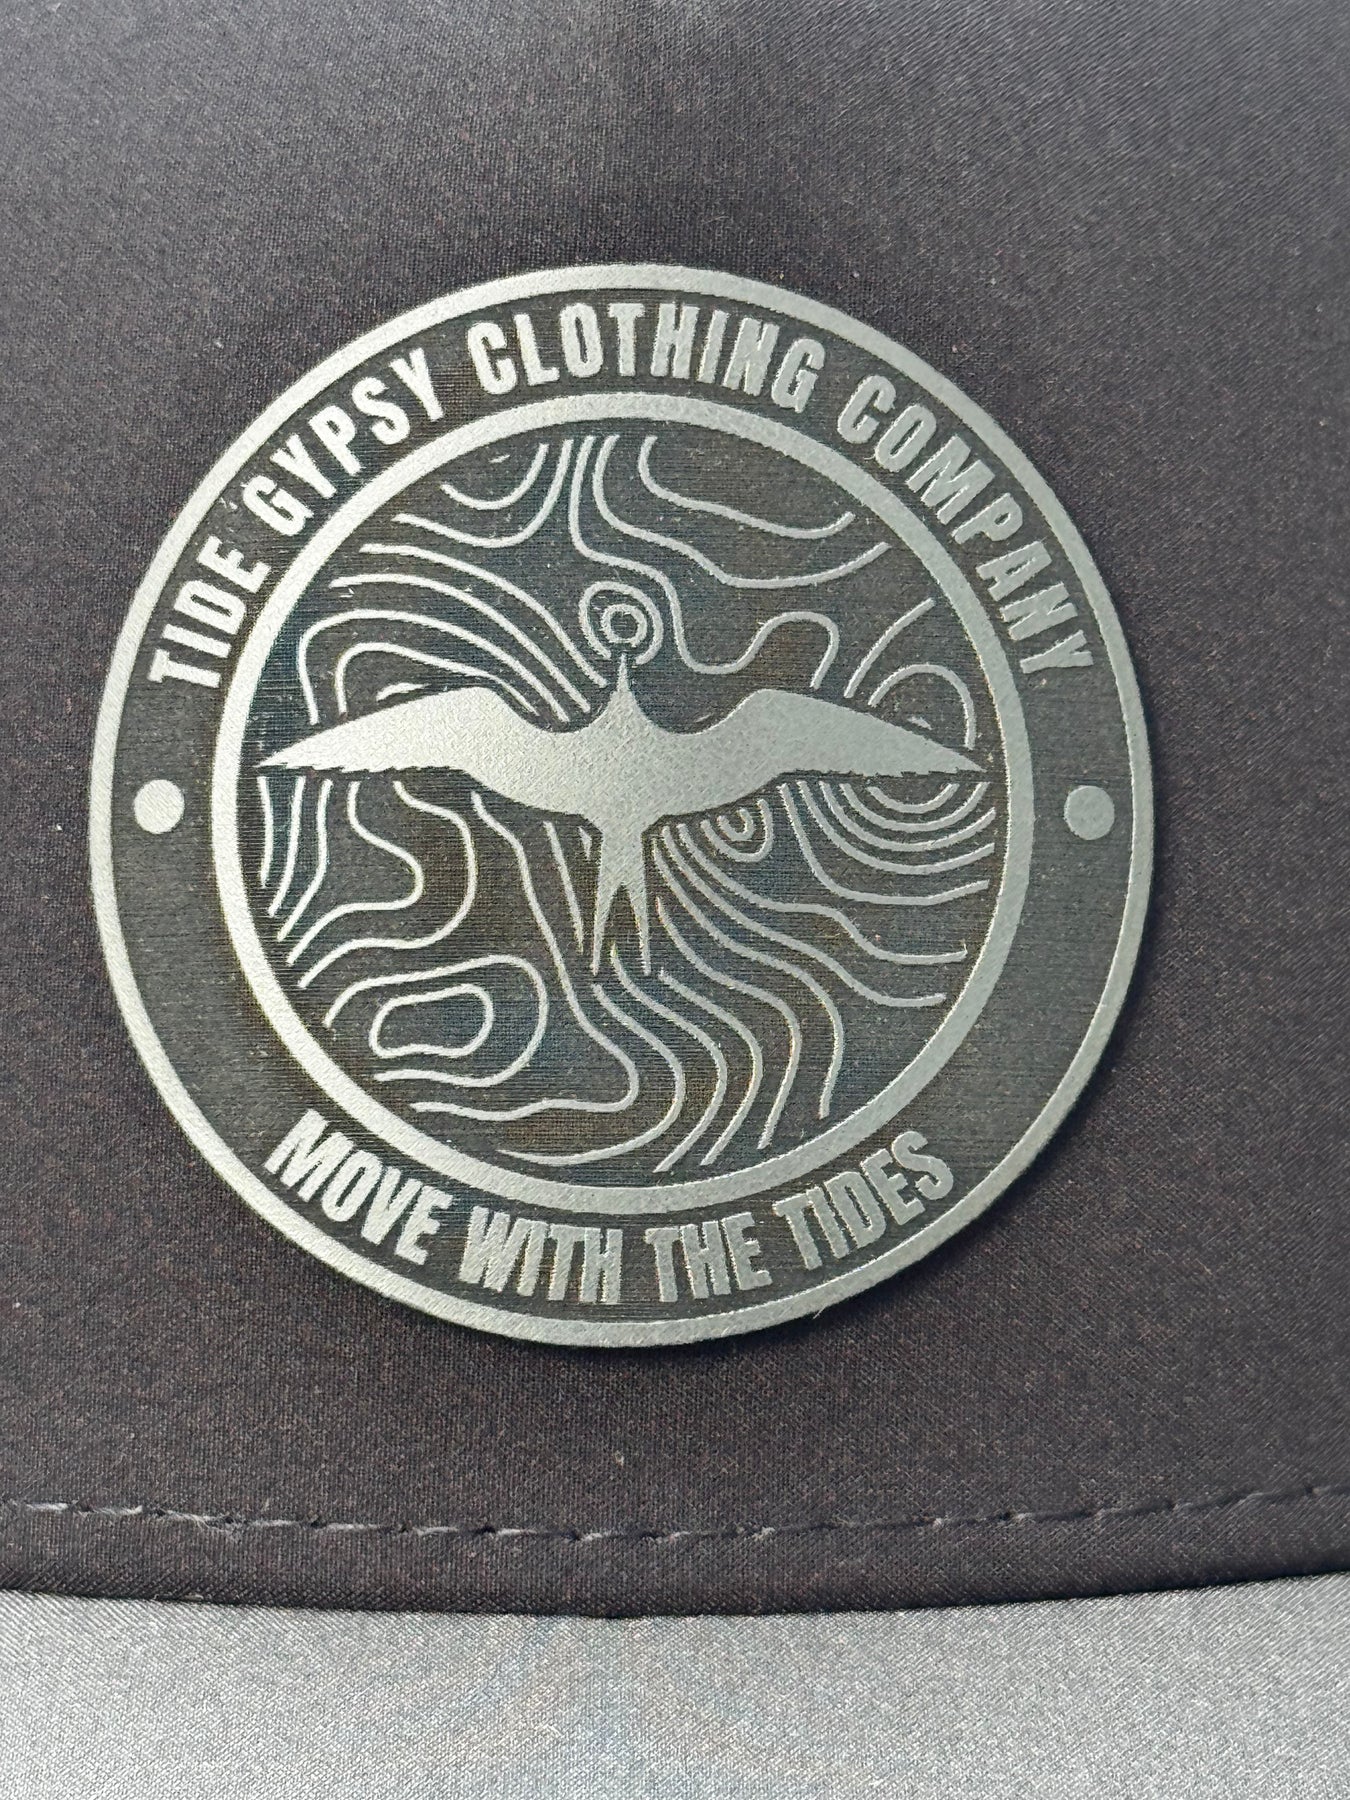 TIDE GYPSY CLOTHING COMPANY
MOVE WITH THE TIDES